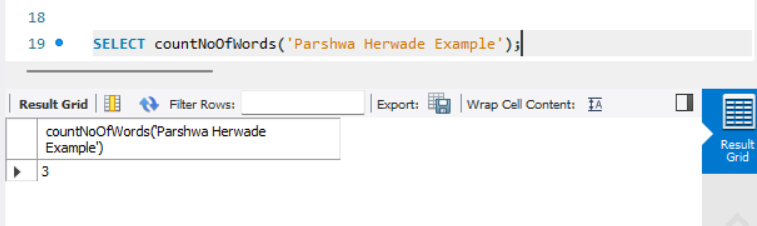 18
19 SELECT countNoOfWords('Parshwa Herwade Example');
Result Grid Filter Rows: Export: Wrap Cell Content: IA
countNoOfWords('Parshwa Herwade
Example')
3
Result
Grid